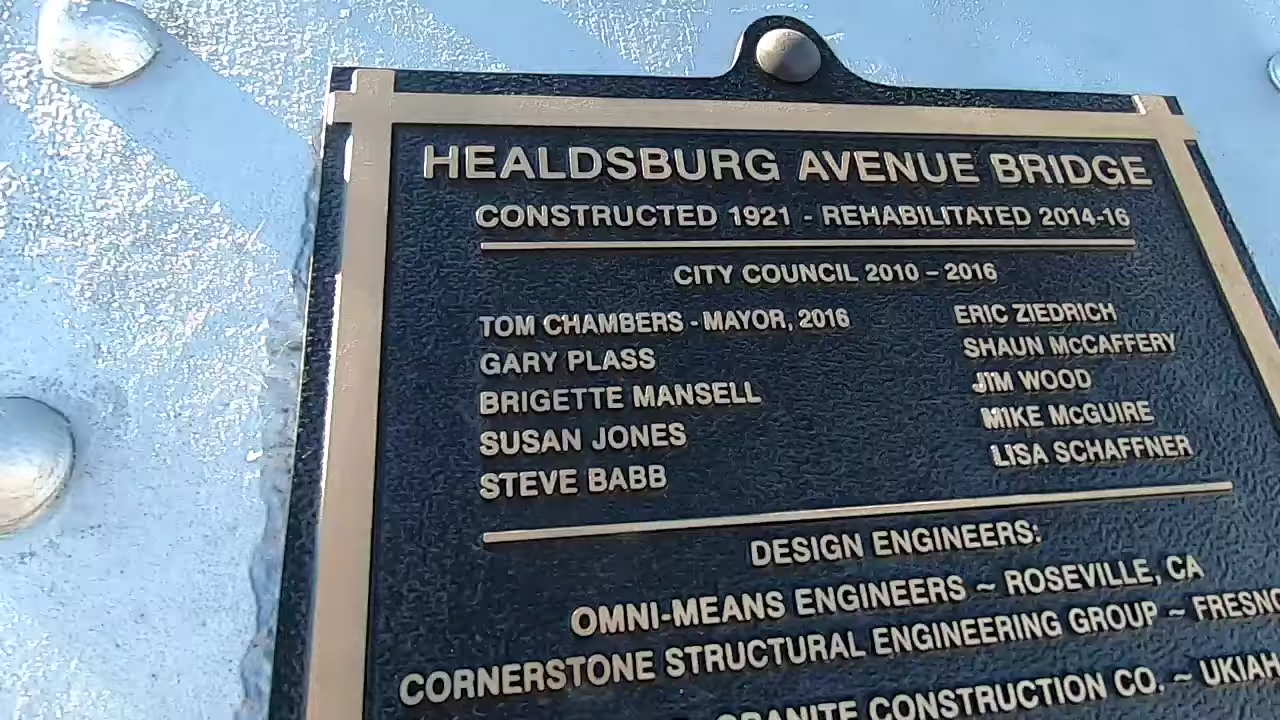 HEALDSBURG AVENUE BRIDGE
CONSTRUCTED 1921 - REHABILITATED 2014-16
CITY COUNCIL 2010 – 2016
TOM CHAMBERS - MAYOR, 2016
GARY PLASS
BRIGETTE MANSELL
SUSAN JONES
STEVE BABB
ERIC ZIEDRICH
SHAUN McCAFFERY
JIM WOOD
MIKE McGUIRE
LISA SCHAFFNER
DESIGN ENGINEERS:
OMNI-MEANS ENGINEERS ~ ROSEVILLE, CA
CORNERSTONE STRUCTURAL ENGINEERING GROUP ~ FRESNO
GRANITE CONSTRUCTION CO. ~ UKIAH